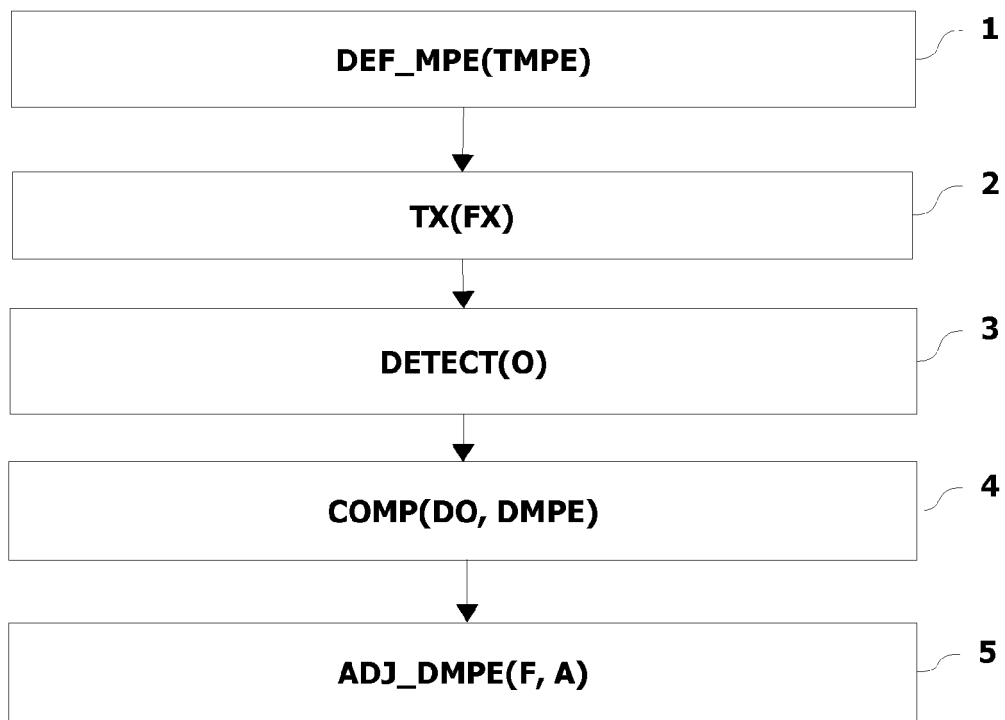 DEF_MPE(TMPE)
1
TX(FX)
2
DETECT(O)
3
COMP(DO, DMPE)
4
ADJ_DMPE(F, A)
5